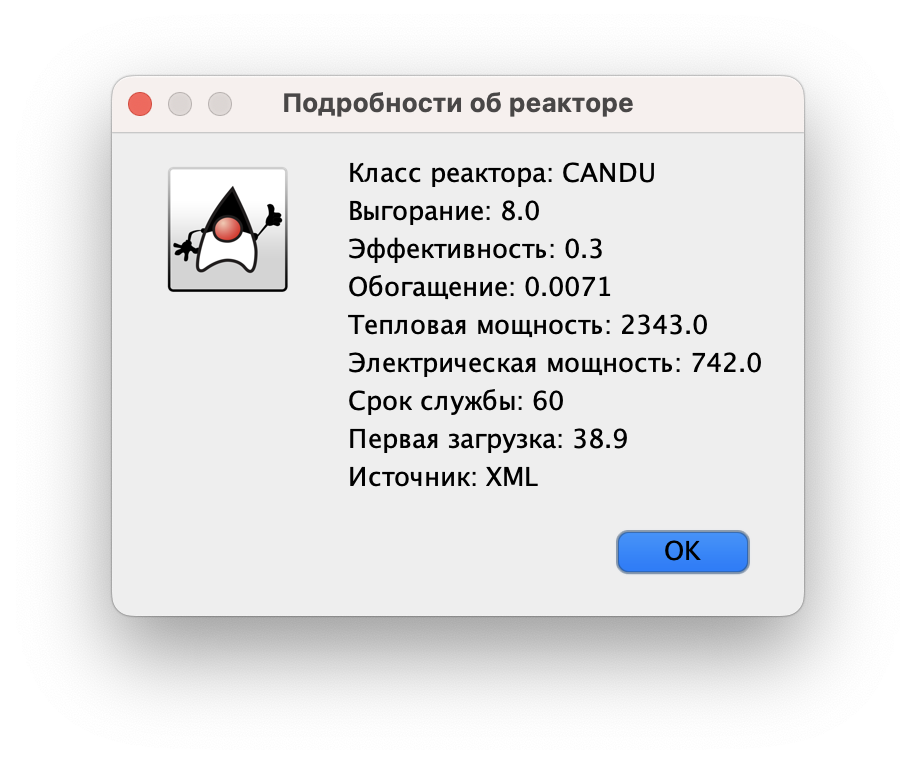 Подробности об реакторе
Класс реактора: CANDU
Выгорание: 8.0
Эффективность: 0.3
Обогащение: 0.0071
Тепловая мощность: 2343.0
Электрическая мощность: 742.0
Срок службы: 60
Первая загрузка: 38.9
Источник: XML
OK